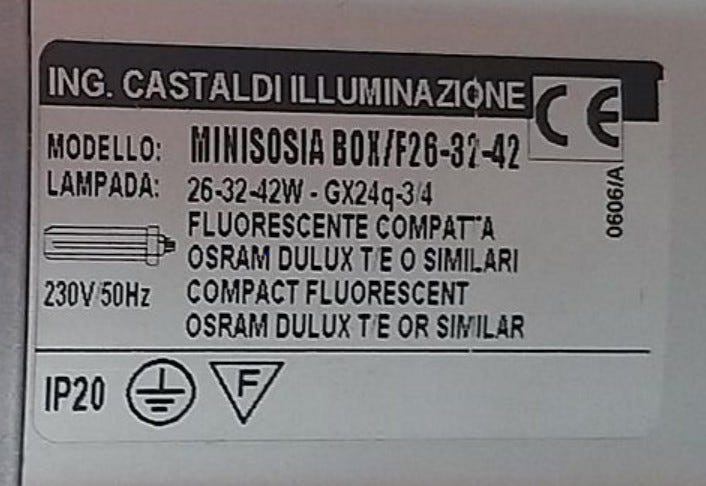 ING. CASTALDI ILLUMINAZIONE
CE
MODELLO: MINISOSIA BOX/F26-32-42
LAMPADA: 26-32-42W - GX24q-3/4
FLUORESCENTE COMPATTA
OSRAM DULUX T/E O SIMILARI
230V/50Hz COMPACT FLUORESCENT
OSRAM DULUX T/E OR SIMILAR
0606/A
IP20
F